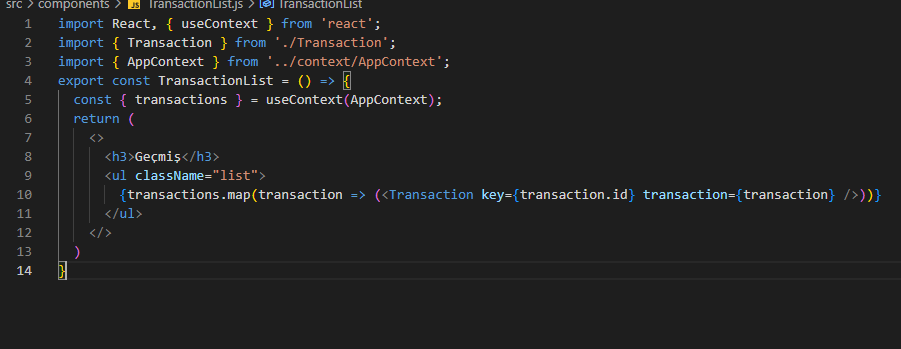 src > components > JS TransactionList.js > TransactionList
1 import React, { useContext } from 'react';
2 import { Transaction } from './Transaction';
3 import { AppContext } from '../context/AppContext';
4 export const TransactionList = () => {
5 const { transactions } = useContext(AppContext);
6 return (
7 <>
8 <h3>Geçmiş</h3>
9 <ul className="list">
10 {transactions.map(transaction => (<Transaction key={transaction.id} transaction={transaction} />))}
11 </ul>
12 </>
13 )
14 }